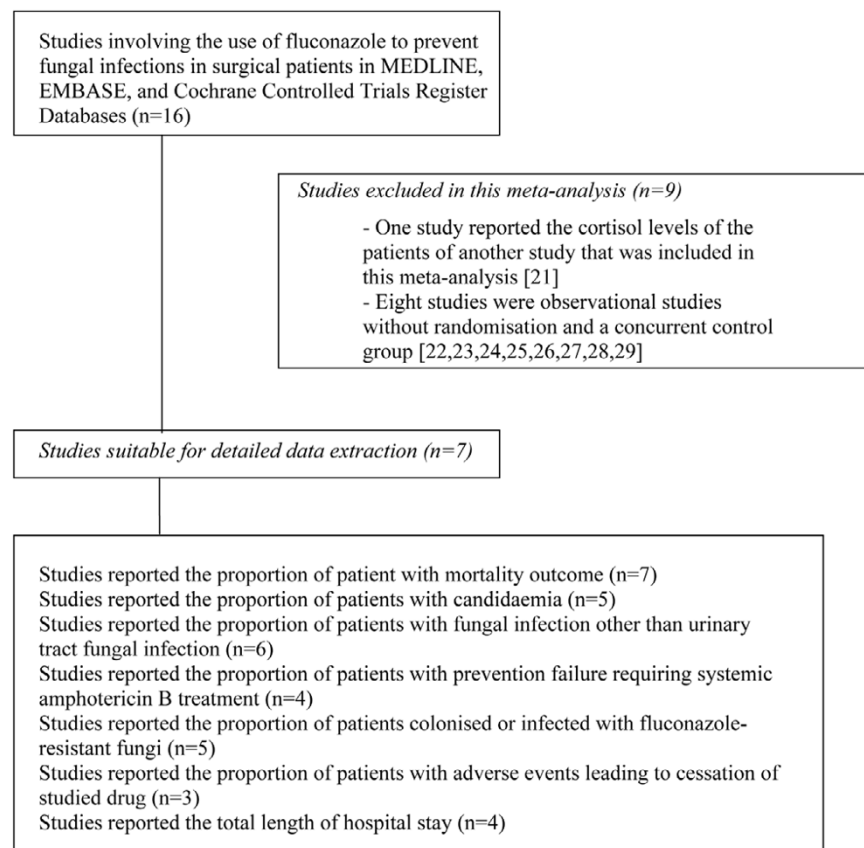 Studies involving the use of fluconazole to prevent
fungal infections in surgical patients in MEDLINE,
EMBASE, and Cochrane Controlled Trials Register
Databases (n=16)
Studies excluded in this meta-analysis (n=9)
- One study reported the cortisol levels of the
patients of another study that was included in
this meta-analysis [21]
- Eight studies were observational studies
without randomisation and a concurrent control
group [22,23,24,25,26,27,28,29]
Studies suitable for detailed data extraction (n=7)
Studies reported the proportion of patient with mortality outcome (n=7)
Studies reported the proportion of patients with candidaemia (n=5)
Studies reported the proportion of patients with fungal infection other than urinary
tract fungal infection (n=6)
Studies reported the proportion of patients with prevention failure requiring systemic
amphotericin B treatment (n=4)
Studies reported the proportion of patients colonised or infected with fluconazole-
resistant fungi (n=5)
Studies reported the proportion of patients with adverse events leading to cessation of
studied drug (n=3)
Studies reported the total length of hospital stay (n=4)